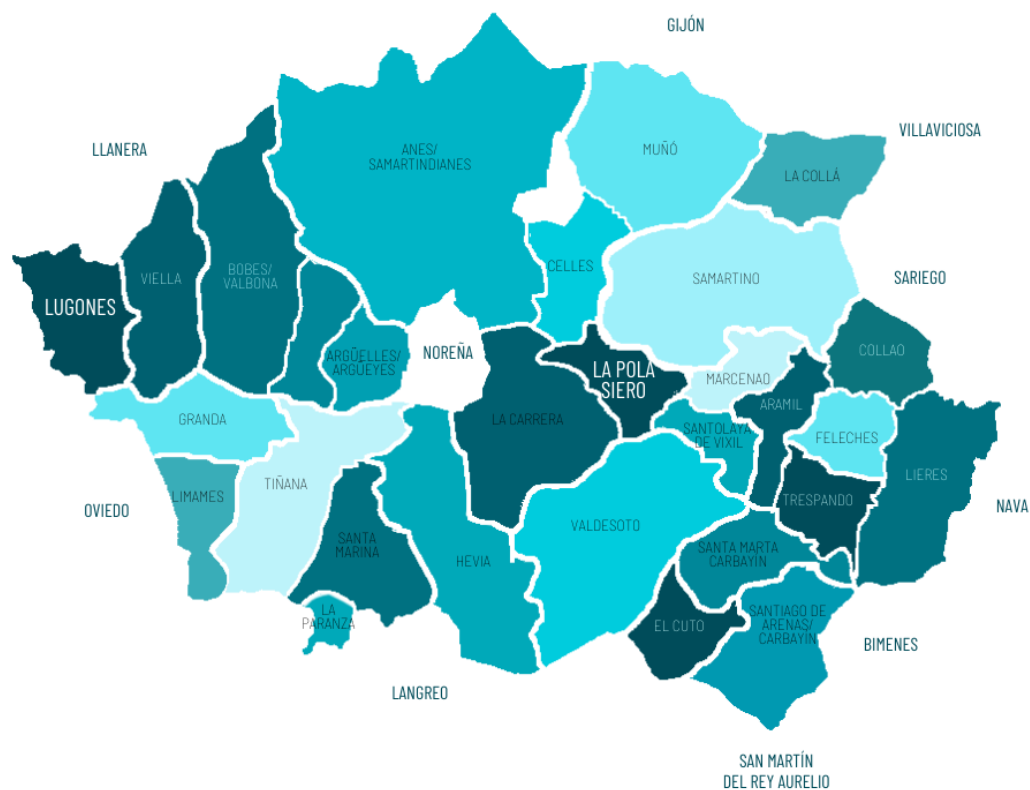 GIJÓN
VILLAVICIOSA
LLANERA
MUÑÓ
ANES/
SAMARTINDIANES
LA COLLÁ
CELLES
BOBES/
VALBONA
VIELLA
SAMARTINO
SARIEGO
LUGONES
NOREÑA
ARGÜELLES/
ARGÜEYES
COLLAO
LA POLA
SIERO
MARCENAO
ARAMIL
GRANDA
LA CARRERA
SANTOLAYA
DE VIXIL
FELECHES
LIERES
TIÑANA
LIMAMES
TRESPANDO
NAVA
OVIEDO
VALDESOTO
SANTA
MARINA
HEVIA
SANTA MARTA
CARBAYÍN
LA
PARANZA
SANTIAGO DE
ARENAS/
CARBAYÍN
EL CUTO
BIMENES
LANGREO
SAN MARTÍN
DEL REY AURELIO